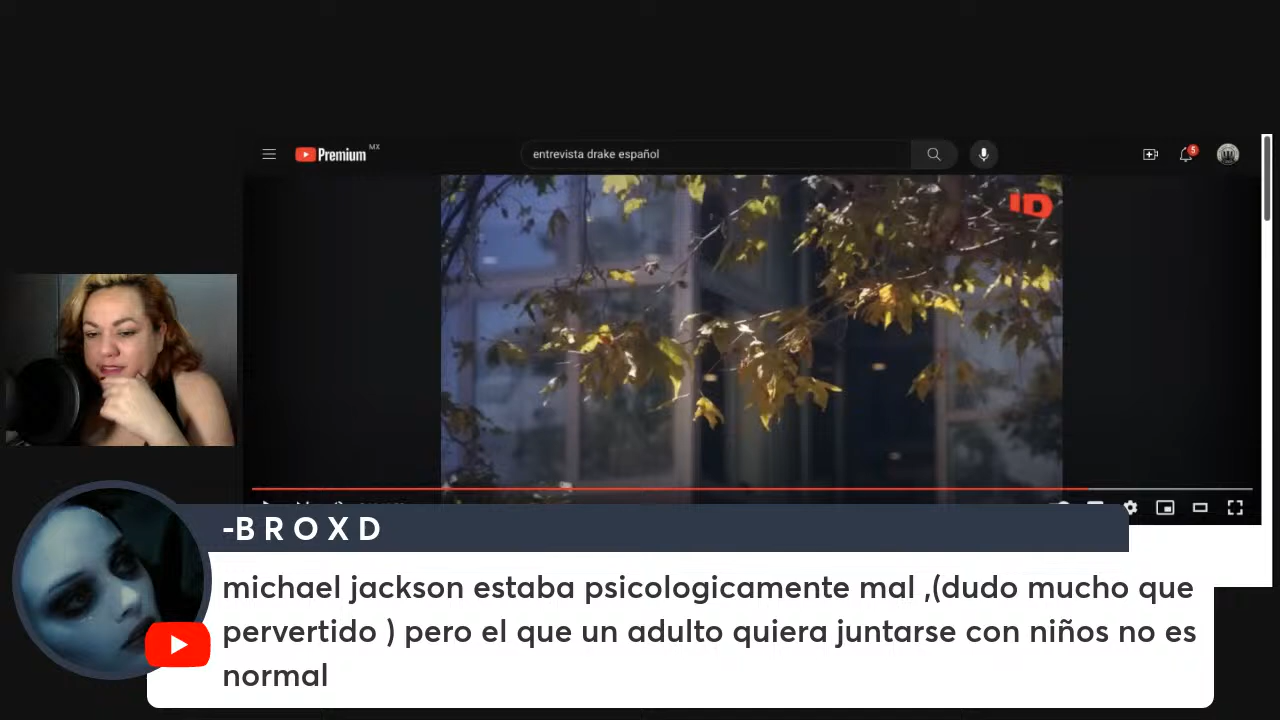 Premium MX
entrevista drake español
5
ID
-B R O X D
michael jackson estaba psicologicamente mal ,(dudo mucho que
pervertido ) pero el que un adulto quiera juntarse con niños no es
normal